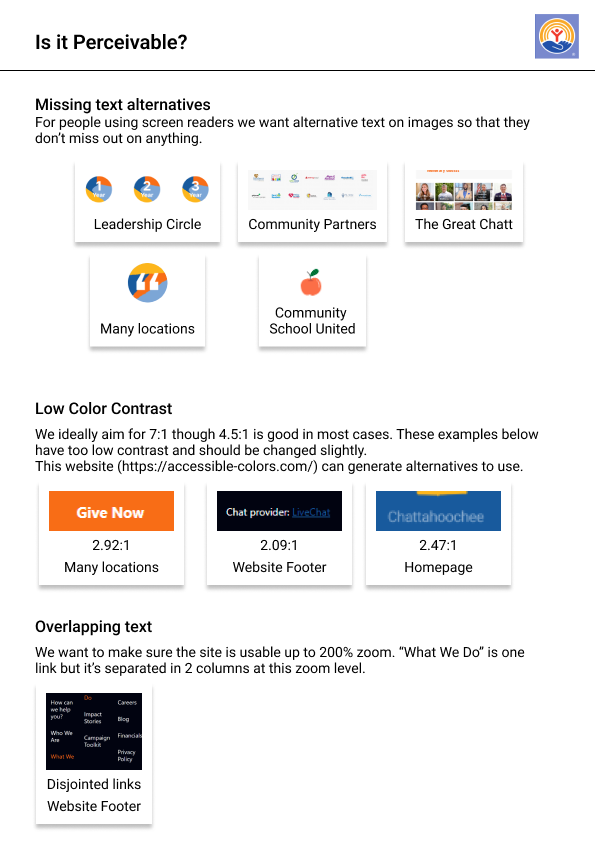 Is it Perceivable?
Missing text alternatives
For people using screen readers we want alternative text on images so that they
don’t miss out on anything.
1
Year
2
Year
3
Year
Leadership Circle
Community Partners
The Great Chatt
Many locations
Community
School United
Low Color Contrast
We ideally aim for 7:1 though 4.5:1 is good in most cases. These examples below
have too low contrast and should be changed slightly.
This website (https://accessible-colors.com/) can generate alternatives to use.
Give Now
2.92:1
Many locations
Chat provider: LiveChat
2.09:1
Website Footer
Chattahoochee
2.47:1
Homepage
Overlapping text
We want to make sure the site is usable up to 200% zoom. “What We Do” is one
link but it’s separated in 2 columns at this zoom level.
How can
we help
you?
Who We
Are
What We
Do
Impact
Stories
Campaign
Toolkit
Careers
Blog
Financials
Privacy
Policy
Disjointed links
Website Footer